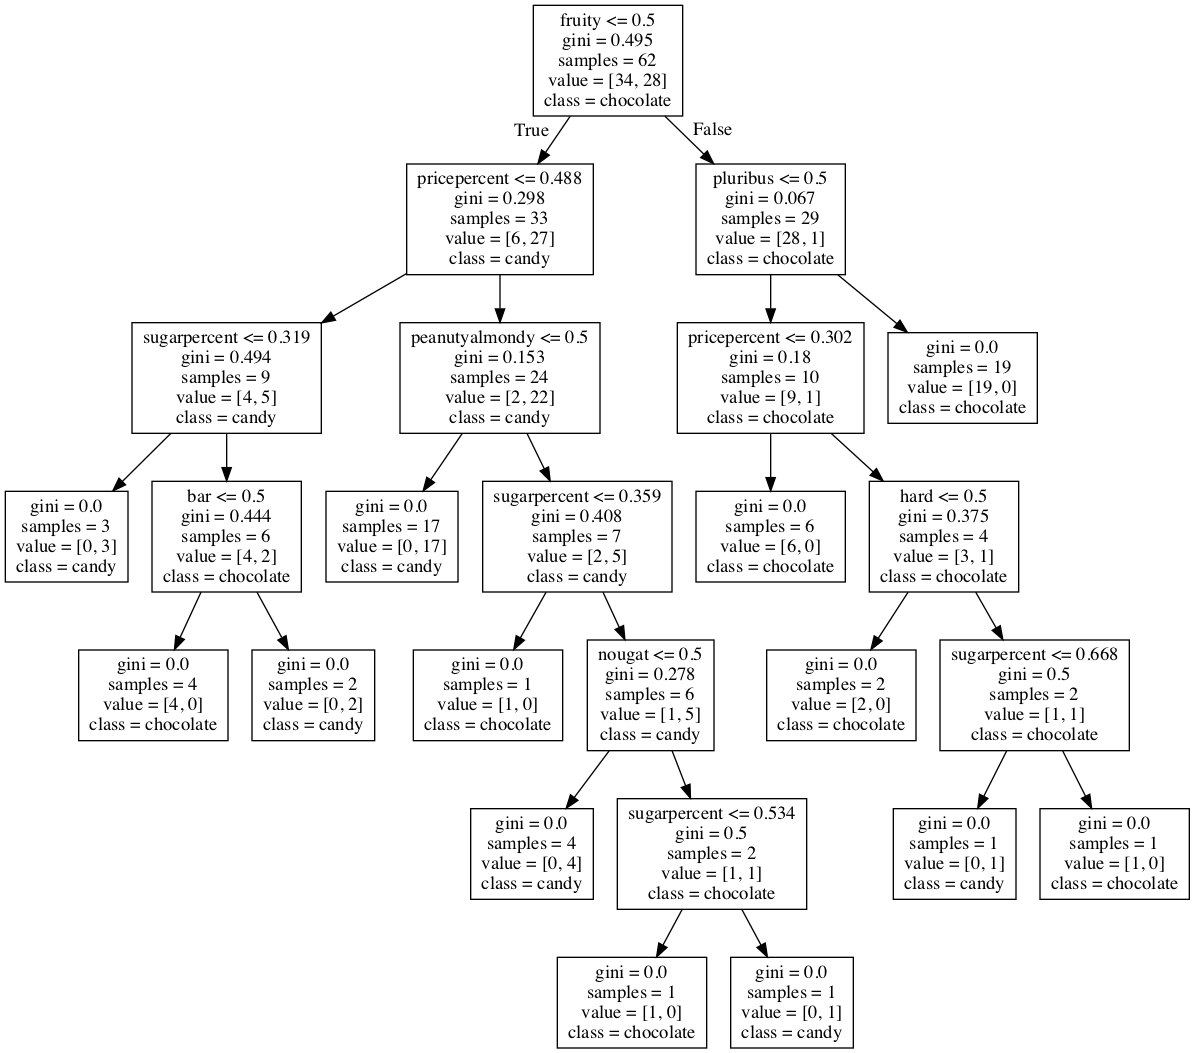 fruity <= 0.5
gini = 0.495
samples = 62
value = [34, 28]
class = chocolate
True
False
pricepercent <= 0.488
gini = 0.298
samples = 33
value = [6, 27]
class = candy
pluribus <= 0.5
gini = 0.067
samples = 29
value = [28, 1]
class = chocolate
sugarpercent <= 0.319
gini = 0.494
samples = 9
value = [4, 5]
class = candy
peanutyalmondy <= 0.5
gini = 0.153
samples = 24
value = [2, 22]
class = candy
pricepercent <= 0.302
gini = 0.18
samples = 10
value = [9, 1]
class = chocolate
gini = 0.0
samples = 19
value = [19, 0]
class = chocolate
gini = 0.0
samples = 3
value = [0, 3]
class = candy
bar <= 0.5
gini = 0.444
samples = 6
value = [4, 2]
class = chocolate
gini = 0.0
samples = 17
value = [0, 17]
class = candy
sugarpercent <= 0.359
gini = 0.408
samples = 7
value = [2, 5]
class = candy
gini = 0.0
samples = 6
value = [6, 0]
class = chocolate
hard <= 0.5
gini = 0.375
samples = 4
value = [3, 1]
class = chocolate
gini = 0.0
samples = 4
value = [4, 0]
class = chocolate
gini = 0.0
samples = 2
value = [0, 2]
class = candy
gini = 0.0
samples = 1
value = [1, 0]
class = chocolate
nougat <= 0.5
gini = 0.278
samples = 6
value = [1, 5]
class = candy
gini = 0.0
samples = 2
value = [2, 0]
class = chocolate
sugarpercent <= 0.668
gini = 0.5
samples = 2
value = [1, 1]
class = chocolate
gini = 0.0
samples = 4
value = [0, 4]
class = candy
sugarpercent <= 0.534
gini = 0.5
samples = 2
value = [1, 1]
class = chocolate
gini = 0.0
samples = 1
value = [0, 1]
class = candy
gini = 0.0
samples = 1
value = [1, 0]
class = chocolate
gini = 0.0
samples = 1
value = [1, 0]
class = chocolate
gini = 0.0
samples = 1
value = [0, 1]
class = candy